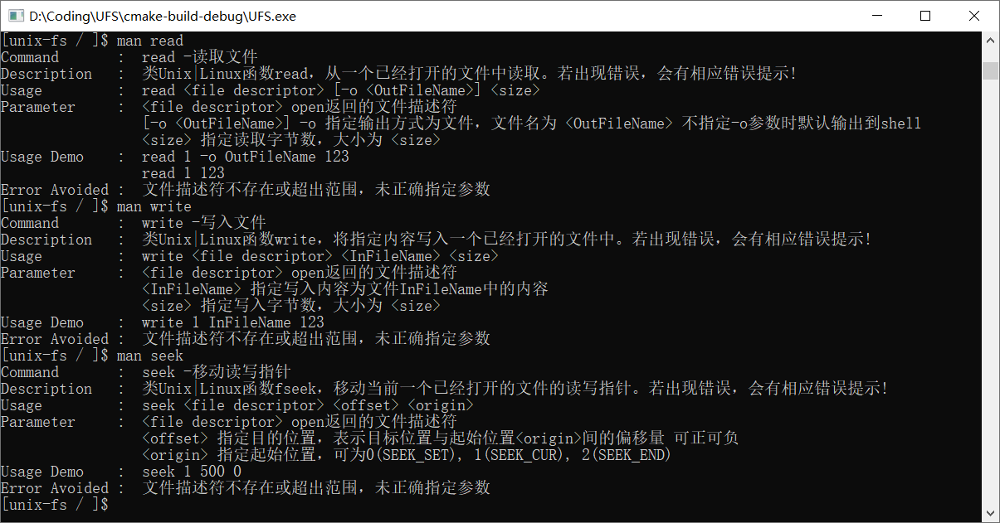 D:\Coding\UFS\cmake-build-debug\UFS.exe
[unix-fs / ]$ man read
Command       :  read -读取文件
Description   :  类Unix|Linux函数read，从一个已经打开的文件中读取。若出现错误，会有相应错误提示!
Usage         :  read <file descriptor> [-o <OutFileName>] <size>
Parameter     :  <file descriptor> open返回的文件描述符
                 [-o <OutFileName>] -o 指定输出方式为文件，文件名为 <OutFileName> 不指定-o参数时默认输出到shell
                 <size> 指定读取字节数，大小为 <size>
Usage Demo    :  read 1 -o OutFileName 123
                 read 1 123
Error Avoided :  文件描述符不存在或超出范围，未正确指定参数
[unix-fs / ]$ man write
Command       :  write -写入文件
Description   :  类Unix|Linux函数write，将指定内容写入一个已经打开的文件中。若出现错误，会有相应错误提示!
Usage         :  write <file descriptor> <InFileName> <size>
Parameter     :  <file descriptor> open返回的文件描述符
                 <InFileName> 指定写入内容为文件InFileName中的内容
                 <size> 指定写入字节数，大小为 <size>
Usage Demo    :  write 1 InFileName 123
Error Avoided :  文件描述符不存在或超出范围，未正确指定参数
[unix-fs / ]$ man seek
Command       :  seek -移动读写指针
Description   :  类Unix|Linux函数fseek，移动当前一个已经打开的文件的读写指针。若出现错误，会有相应错误提示!
Usage         :  seek <file descriptor> <offset> <origin>
Parameter     :  <file descriptor> open返回的文件描述符
                 <offset> 指定目的位置，表示目标位置与起始位置<origin>间的偏移量 可正可负
                 <origin> 指定起始位置，可为0(SEEK_SET), 1(SEEK_CUR), 2(SEEK_END)
Usage Demo    :  seek 1 500 0
Error Avoided :  文件描述符不存在或超出范围，未正确指定参数
[unix-fs / ]$